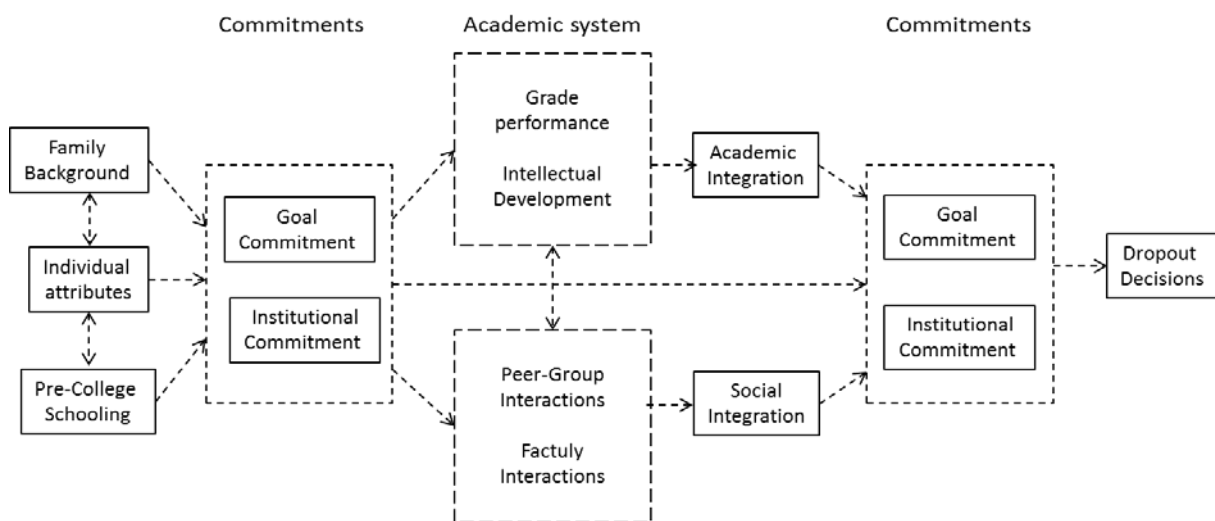 Commitments
Academic system
Commitments
Family
Background
Individual
attributes
Pre-College
Schooling
Goal
Commitment
Institutional
Commitment
Grade
performance
Intellectual
Development
Peer-Group
Interactions
Factuly
Interactions
Academic
Integration
Social
Integration
Goal
Commitment
Institutional
Commitment
Dropout
Decisions